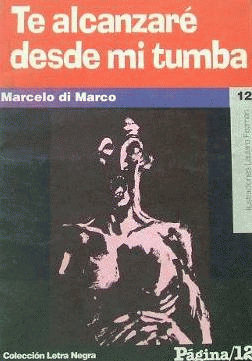 Te alcanzaré
desde mi tumba
Marcelo di Marco
12
Ilustraciones Lautaro Fiszman
Colección Letra Negra
Página/12